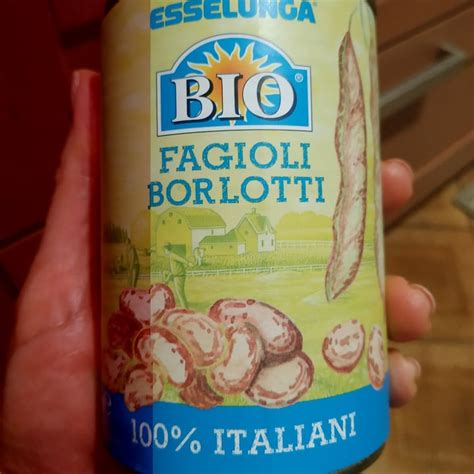 ESSELUNGA®
BIO®
FAGIOLI
BORLOTTI
100% ITALIANI